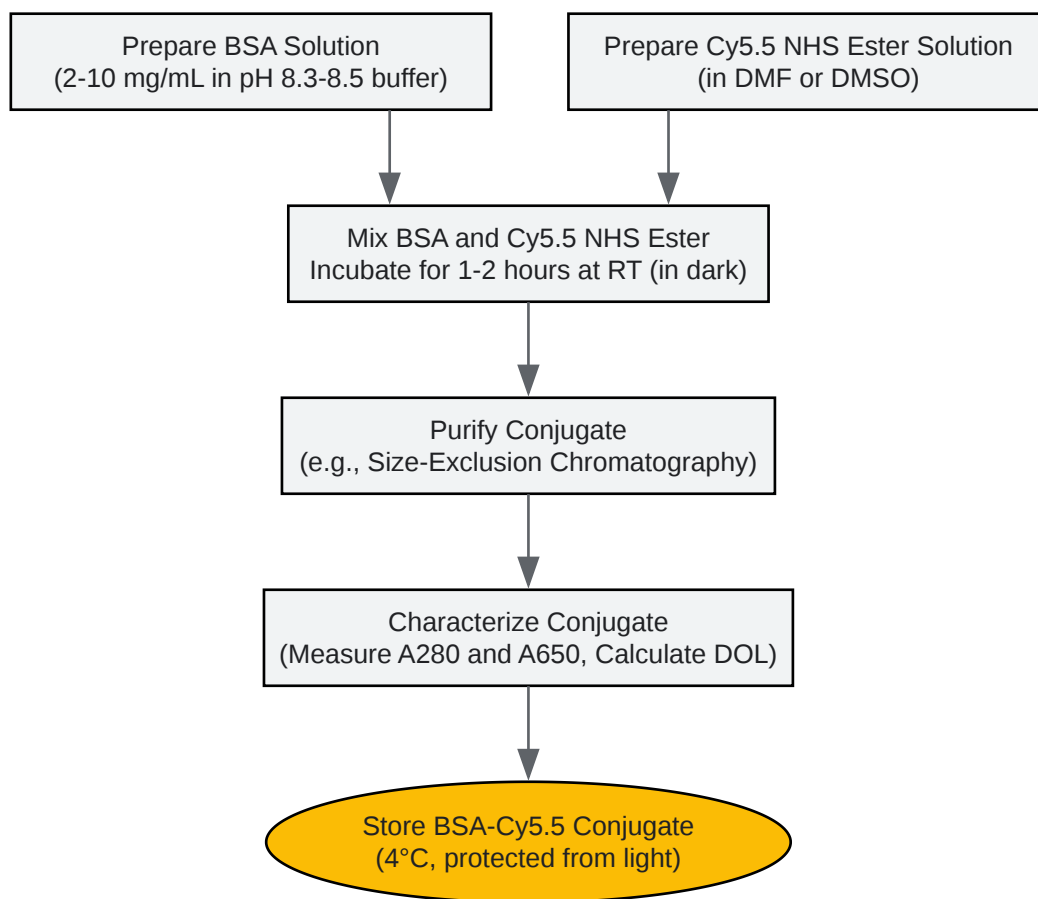 Prepare BSA Solution
(2-10 mg/mL in pH 8.3-8.5 buffer)
Prepare Cy5.5 NHS Ester Solution
(in DMF or DMSO)
Mix BSA and Cy5.5 NHS Ester
Incubate for 1-2 hours at RT (in dark)
Purify Conjugate
(e.g., Size-Exclusion Chromatography)
Characterize Conjugate
(Measure A280 and A650, Calculate DOL)
Store BSA-Cy5.5 Conjugate
(4°C, protected from light)